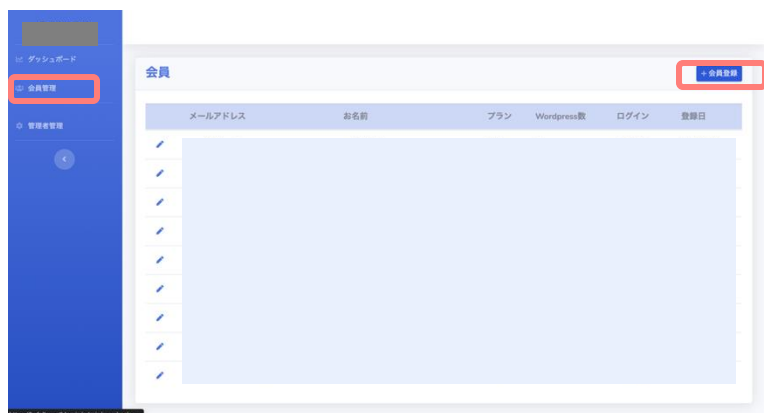 ダッシュボード
会員管理
管理者管理
会員
+会員登録
メールアドレス お名前 プラン Wordpress数 ログイン 登録日